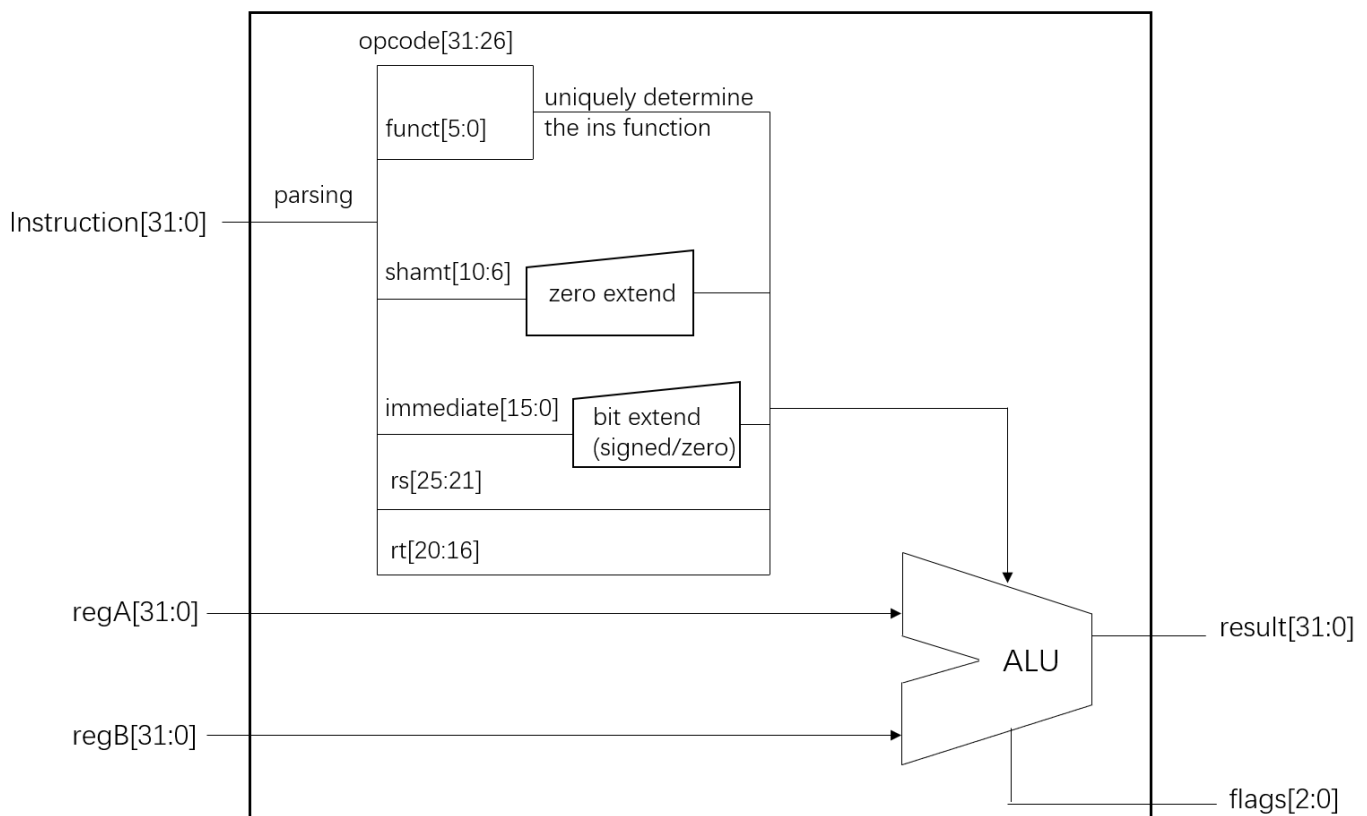 opcode[31:26]
uniquely determine
the ins function
funct[5:0]
parsing
Instruction[31:0]
shamt[10:6]
zero extend
immediate[15:0]
bit extend
(signed/zero)
rs[25:21]
rt[20:16]
regA[31:0]
result[31:0]
ALU
regB[31:0]
flags[2:0]